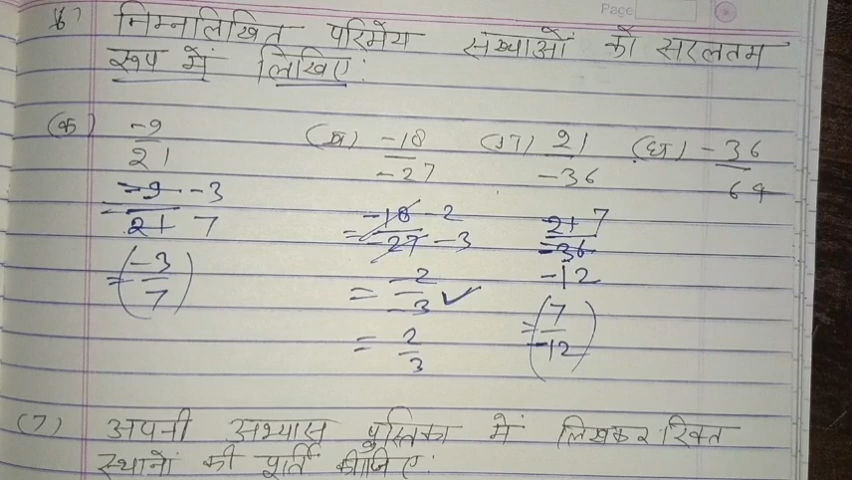 Page
6) निम्नलिखित परिमेय संख्याओं को सरलतम
रूप में लिखिए:
(क) -9/21 (ख) -18/-27 (ग) 21/-36 (घ) -36/64
= -9 -3 / 21 7
= (-3/7)
= -18 -2 / -27 -3
= -2/-3 ✓
= 2/3
21 7 / -36 -12
= (7/-12)
(7) अपनी अभ्यास पुस्तिका में लिखकर रिक्त
स्थानों की पूर्ति कीजिए: